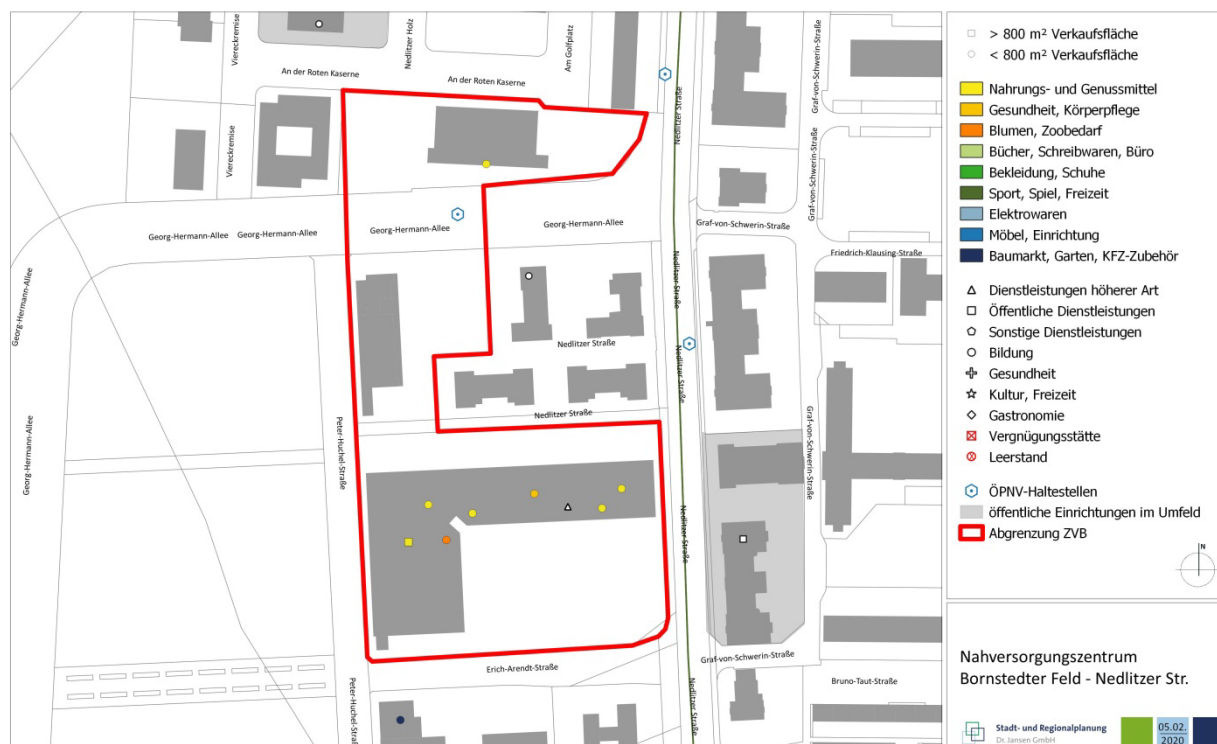 Viereckremise
Nedlitzer Holz
Am Golfplatz
An der Roten Kaserne
An der Roten Kaserne
Nedlitzer Straße
Graf-von-Schwerin-Straße
Viereckremise
Graf-von-Schwerin-Straße
Georg-Hermann-Allee
Georg-Hermann-Allee
Georg-Hermann-Allee
Georg-Hermann-Allee
Graf-von-Schwerin-Straße
Friedrich-Klausing-Straße
Georg-Hermann-Allee
Nedlitzer Straße
Nedlitzer Straße
Nedlitzer Straße
Nedlitzer Straße
Georg-Hermann-Allee
Peter-Huchel-Straße
Graf-von-Schwerin-Straße
Nedlitzer Straße
Erich-Arendt-Straße
Graf-von-Schwerin-Straße
Bruno-Taut-Straße
Peter-Huchel-Straße
Nedlitzer Straße
> 800 m² Verkaufsfläche
< 800 m² Verkaufsfläche
Nahrungs- und Genussmittel
Gesundheit, Körperpflege
Blumen, Zoobedarf
Bücher, Schreibwaren, Büro
Bekleidung, Schuhe
Sport, Spiel, Freizeit
Elektrowaren
Möbel, Einrichtung
Baumarkt, Garten, KFZ-Zubehör
Dienstleistungen höherer Art
Öffentliche Dienstleistungen
Sonstige Dienstleistungen
Bildung
Gesundheit
Kultur, Freizeit
Gastronomie
Vergnügungsstätte
Leerstand
ÖPNV-Haltestellen
öffentliche Einrichtungen im Umfeld
Abgrenzung ZVB
N
Nahversorgungszentrum
Bornstedter Feld - Nedlitzer Str.
Stadt- und Regionalplanung
Dr. Jansen GmbH
05.02.
2020